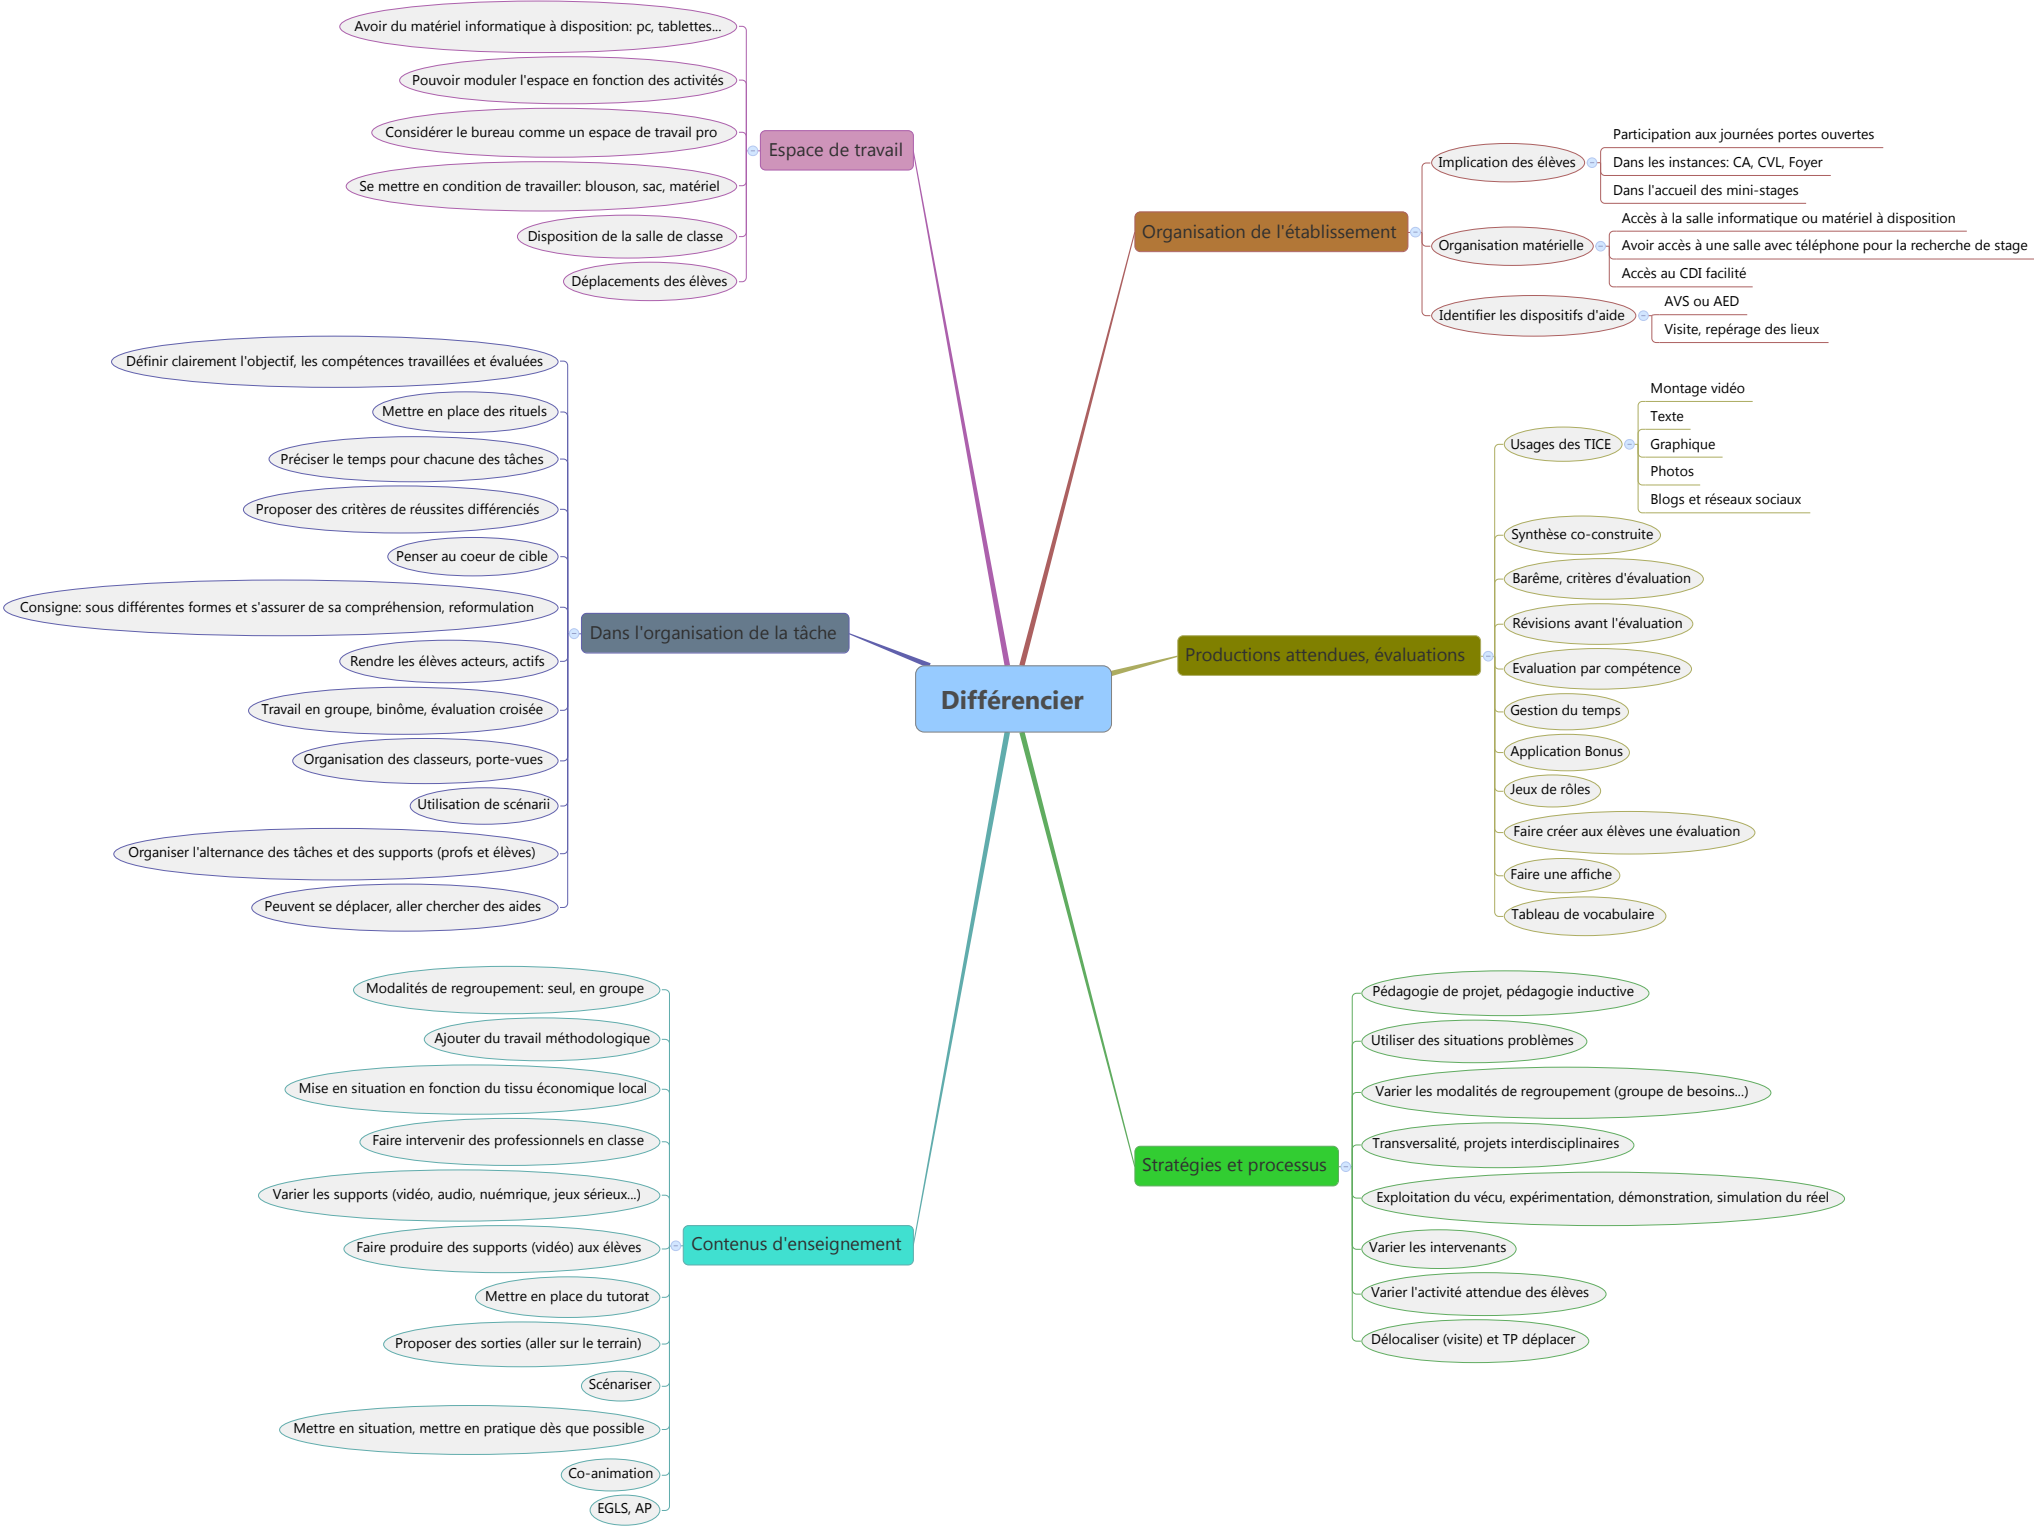 Différencier
Espace de travail
Avoir du matériel informatique à disposition: pc, tablettes...
Pouvoir moduler l'espace en fonction des activités
Considérer le bureau comme un espace de travail pro
Se mettre en condition de travailler: blouson, sac, matériel
Disposition de la salle de classe
Déplacements des élèves
Dans l'organisation de la tâche
Définir clairement l'objectif, les compétences travaillées et évaluées
Mettre en place des rituels
Préciser le temps pour chacune des tâches
Proposer des critères de réussites différenciés
Penser au coeur de cible
Consigne: sous différentes formes et s'assurer de sa compréhension, reformulation
Rendre les élèves acteurs, actifs
Travail en groupe, binôme, évaluation croisée
Organisation des classeurs, porte-vues
Utilisation de scénarii
Organiser l'alternance des tâches et des supports (profs et élèves)
Peuvent se déplacer, aller chercher des aides
Contenus d'enseignement
Modalités de regroupement: seul, en groupe
Ajouter du travail méthodologique
Mise en situation en fonction du tissu économique local
Faire intervenir des professionnels en classe
Varier les supports (vidéo, audio, nuémrique, jeux sérieux...)
Faire produire des supports (vidéo) aux élèves
Mettre en place du tutorat
Proposer des sorties (aller sur le terrain)
Scénariser
Mettre en situation, mettre en pratique dès que possible
Co-animation
EGLS, AP
Organisation de l'établissement
Implication des élèves
Participation aux journées portes ouvertes
Dans les instances: CA, CVL, Foyer
Dans l'accueil des mini-stages
Organisation matérielle
Accès à la salle informatique ou matériel à disposition
Avoir accès à une salle avec téléphone pour la recherche de stage
Accès au CDI facilité
Identifier les dispositifs d'aide
AVS ou AED
Visite, repérage des lieux
Productions attendues, évaluations
Usages des TICE
Montage vidéo
Texte
Graphique
Photos
Blogs et réseaux sociaux
Synthèse co-construite
Barême, critères d'évaluation
Révisions avant l'évaluation
Evaluation par compétence
Gestion du temps
Application Bonus
Jeux de rôles
Faire créer aux élèves une évaluation
Faire une affiche
Tableau de vocabulaire
Stratégies et processus
Pédagogie de projet, pédagogie inductive
Utiliser des situations problèmes
Varier les modalités de regroupement (groupe de besoins...)
Transversalité, projets interdisciplinaires
Exploitation du vécu, expérimentation, démonstration, simulation du réel
Varier les intervenants
Varier l'activité attendue des élèves
Délocaliser (visite) et TP déplacer